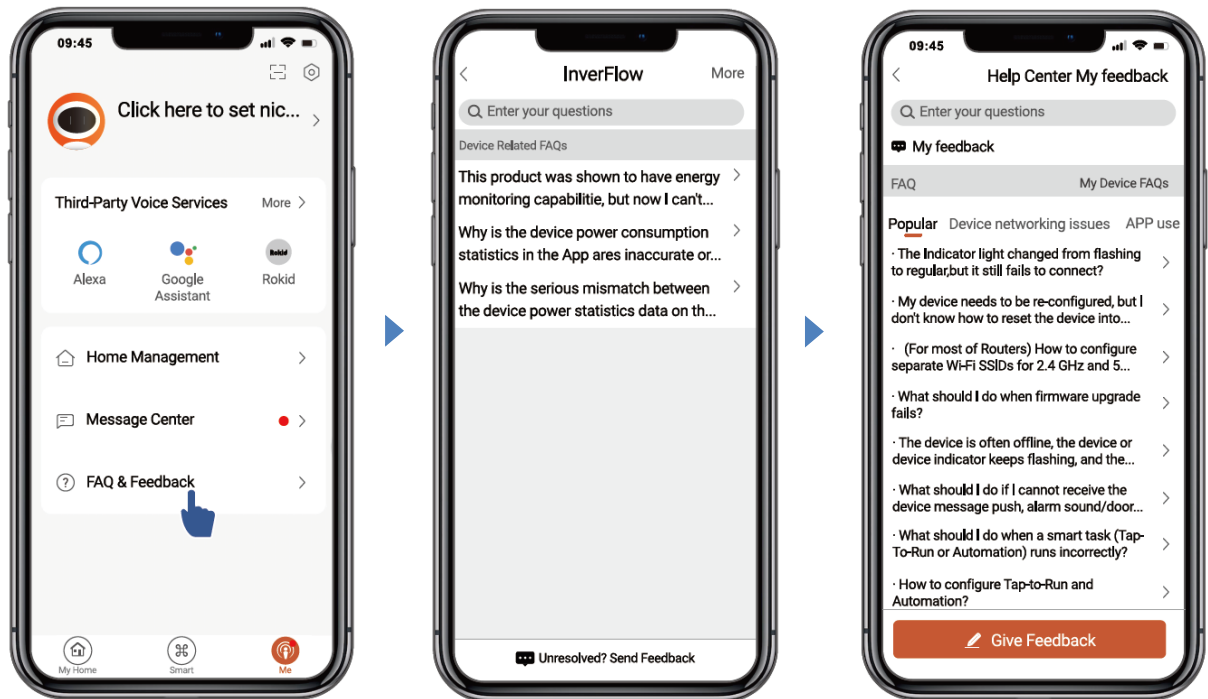 09:45
Click here to set nic...
Third-Party Voice Services
More
Alexa
Google
Assistant
Rokid
Rokid
Home Management
Message Center
FAQ & Feedback
My Home
Smart
Me
InverFlow
More
Enter your questions
Device Related FAQs
This product was shown to have energy
monitoring capabilitie, but now I can't...
Why is the device power consumption
statistics in the App ares inaccurate or...
Why is the serious mismatch between
the device power statistics data on th...
Unresolved? Send Feedback
09:45
Help Center My feedback
Enter your questions
My feedback
FAQ
My Device FAQs
Popular
Device networking issues
APP use
· The Indicator light changed from flashing
to regular,but it still fails to connect?
· My device needs to be re-configured, but I
don't know how to reset the device into...
· (For most of Routers) How to configure
separate Wi-Fi SSIDs for 2.4 GHz and 5...
· What should I do when firmware upgrade
fails?
· The device is often offline, the device or
device indicator keeps flashing, and the...
· What should I do if I cannot receive the
device message push, alarm sound/door...
· What should I do when a smart task (Tap-
To-Run or Automation) runs incorrectly?
· How to configure Tap-to-Run and
Automation?
Give Feedback